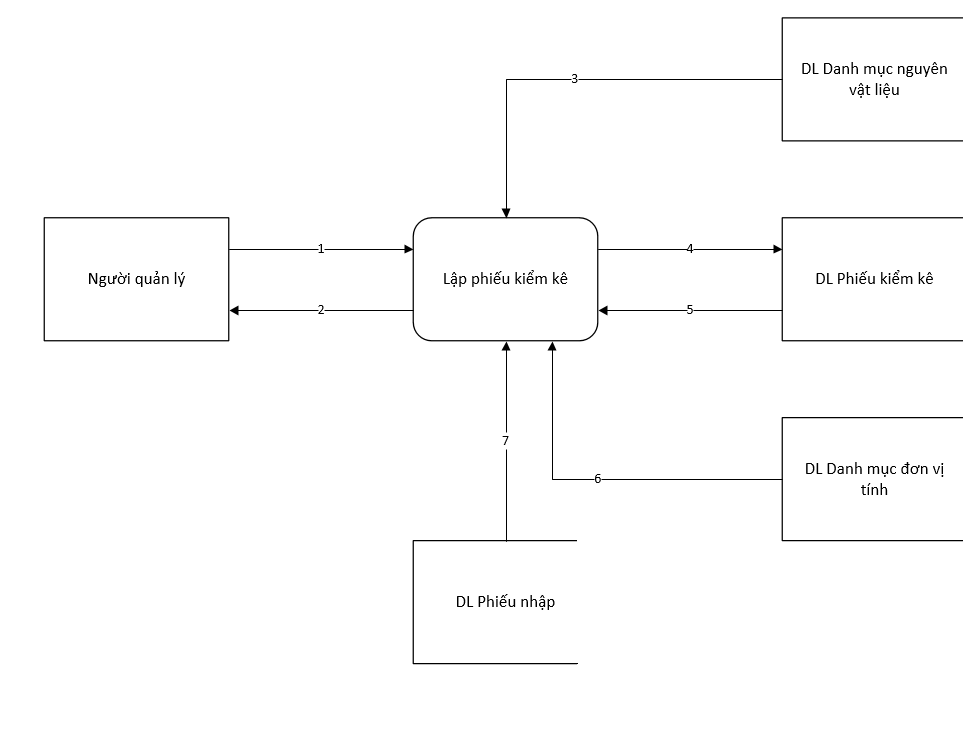 3
DL Danh mục nguyên
vật liệu
Người quản lý
1
2
Lập phiếu kiểm kê
4
5
DL Phiếu kiểm kê
7
6
DL Danh mục đơn vị
tính
DL Phiếu nhập